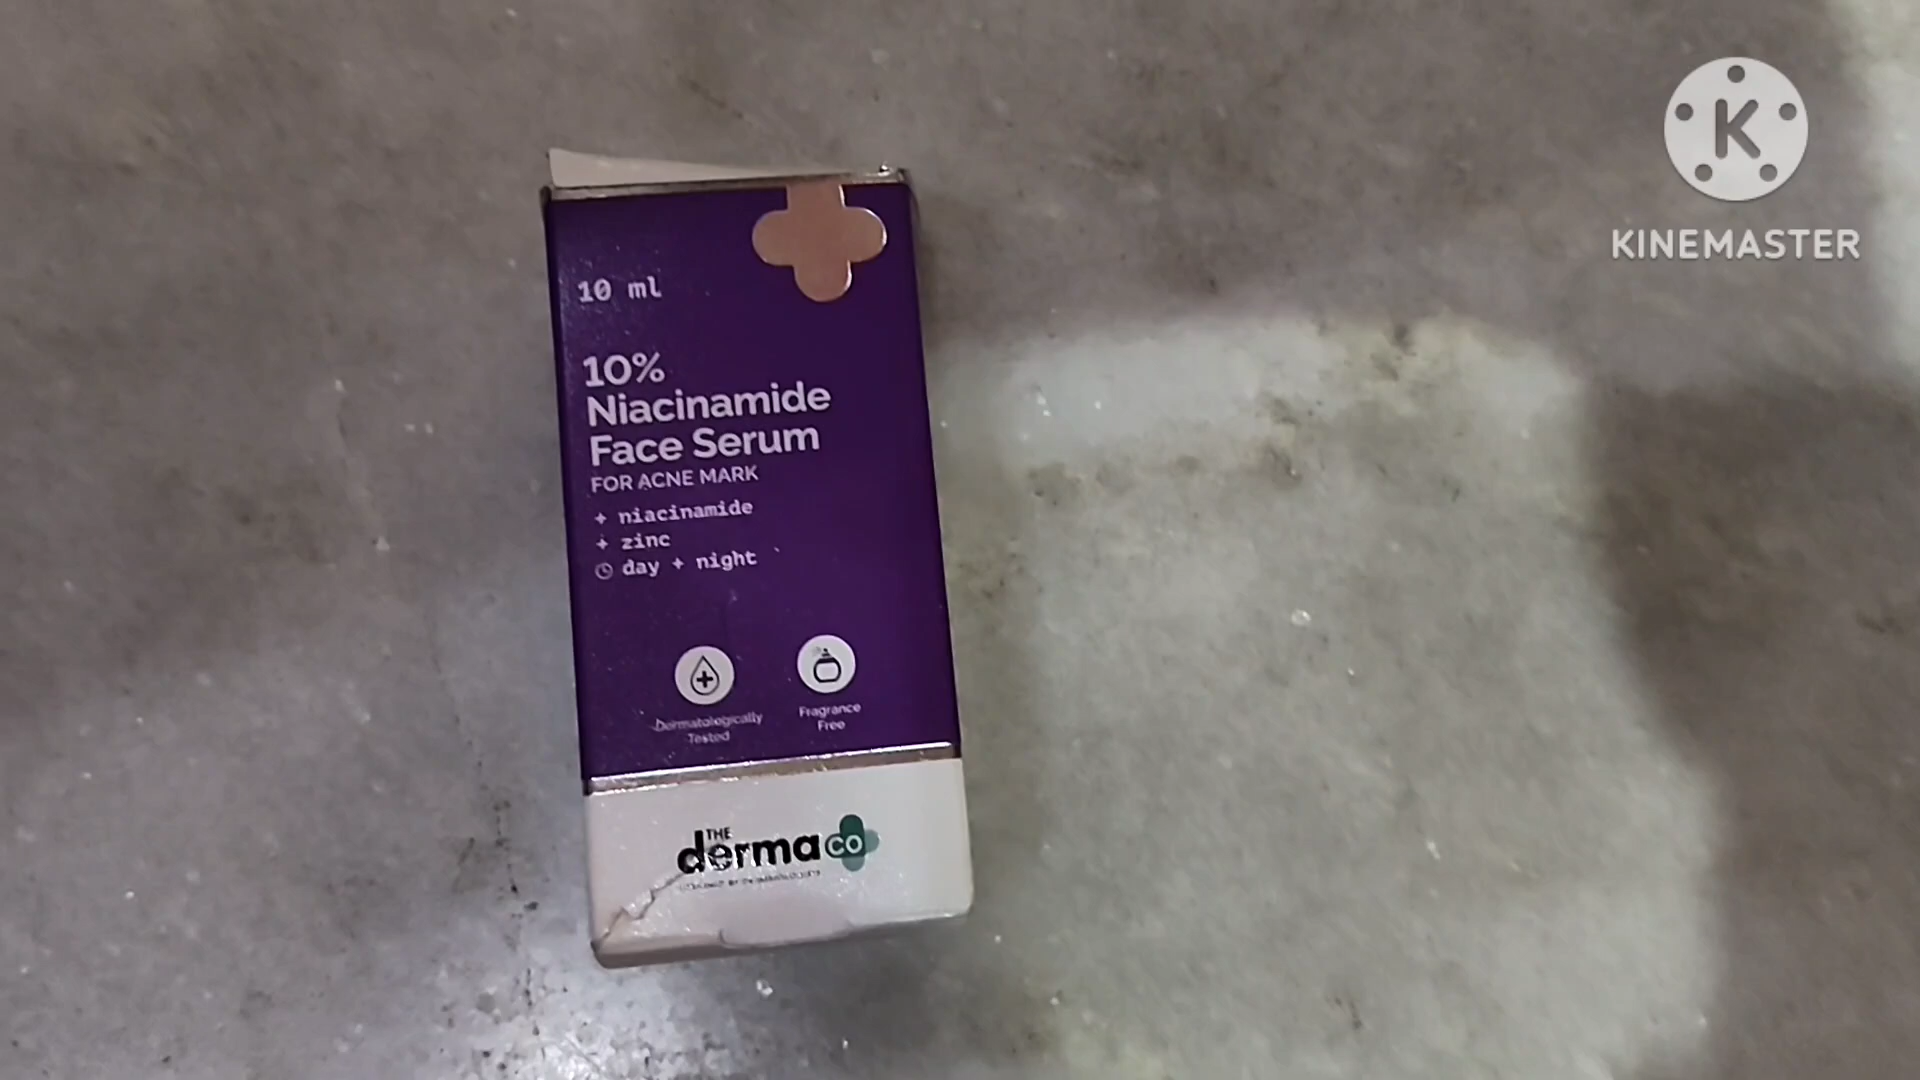 10 ml
10%
Niacinamide
Face Serum
FOR ACNE MARK
+ niacinamide
+ zinc
day + night
Dermatologically
Tested
Fragrance
Free
THE
derma co
K
KINEMASTER